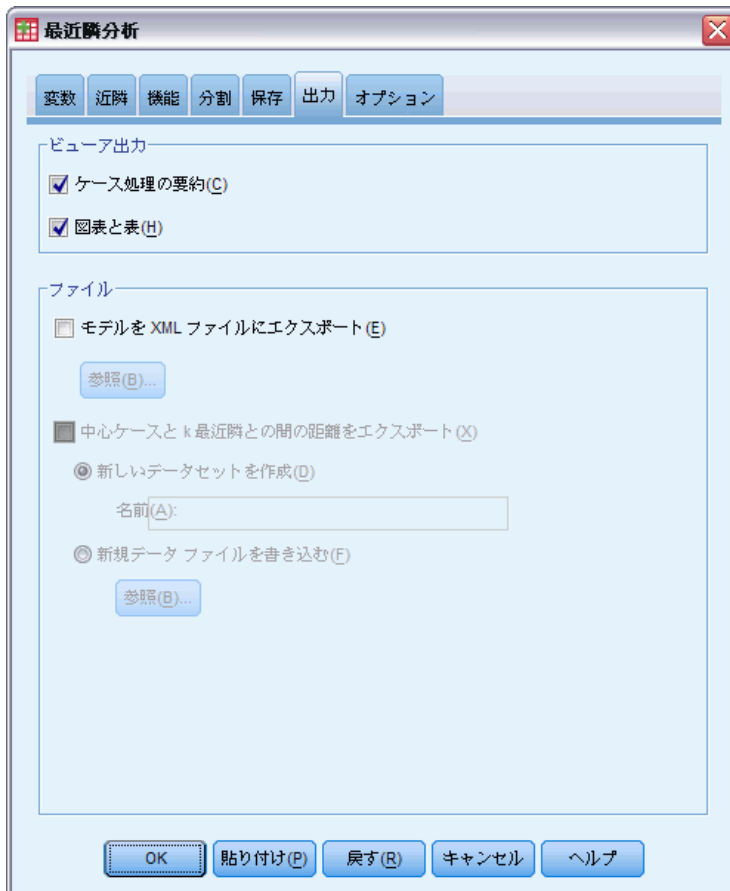 最近隣分析
変数 近隣 機能 分割 保存 出力 オプション
ビューア出力
ケース処理の要約(C)
図表と表(H)
ファイル
モデルを XML ファイルにエクスポート(E)
参照(B)...
中心ケースと k 最近隣との間の距離をエクスポート(X)
新しいデータセットを作成(D)
名前(A):
新規データ ファイルを書き込む(F)
参照(B)...
OK 貼り付け(P) 戻す(R) キャンセル ヘルプ